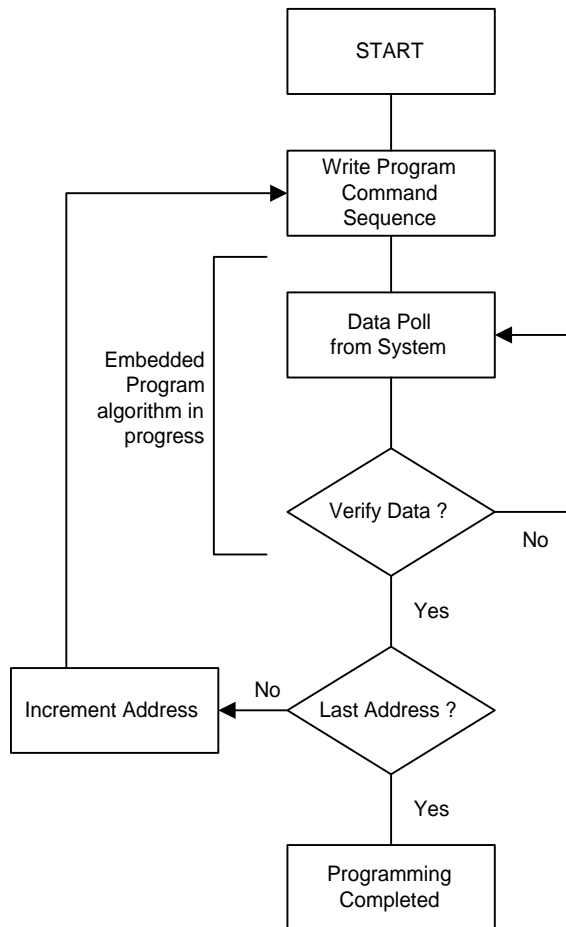 START
Write Program
Command
Sequence
Data Poll
from System
Embedded
Program
algorithm in
progress
Verify Data ?
No
Yes
Increment Address
No
Last Address ?
Yes
Programming
Completed